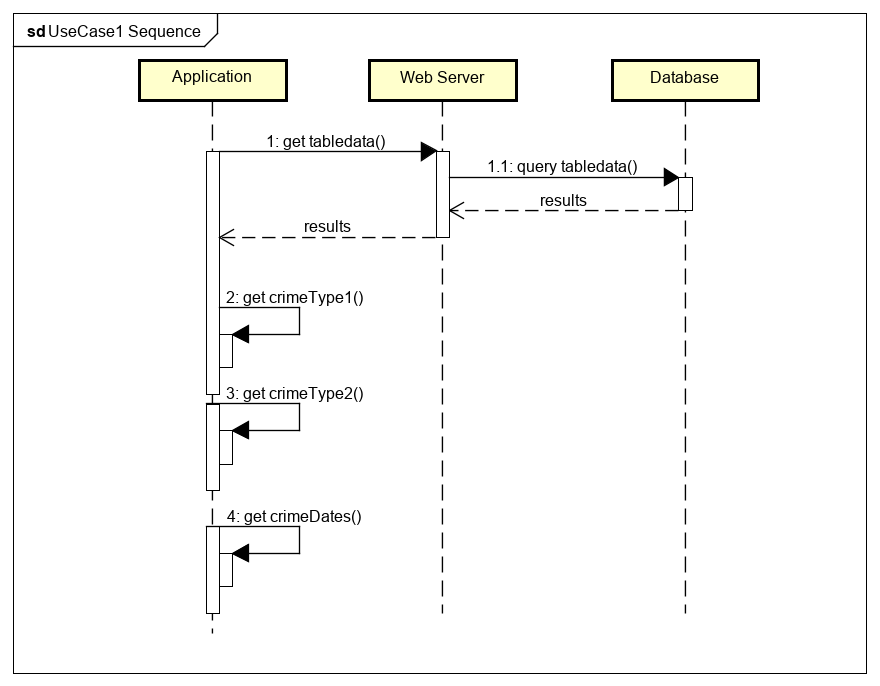 sd UseCase1 Sequence
Application
Web Server
Database
1: get tabledata()
1.1: query tabledata()
results
results
2: get crimeType1()
3: get crimeType2()
4: get crimeDates()